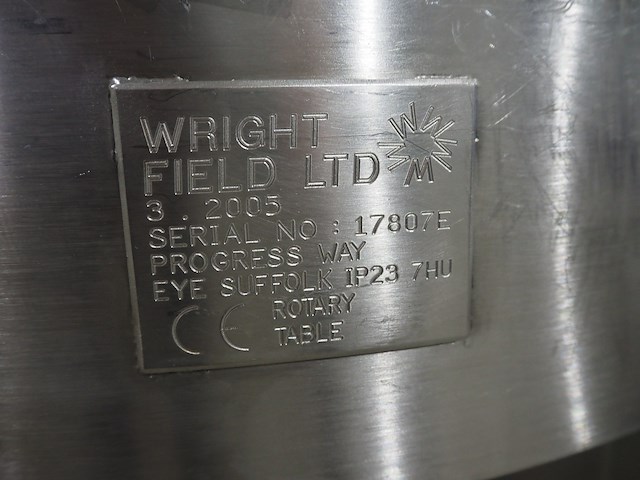 WRIGHT
FIELD LTD
3 . 2005
SERIAL NO : 17807E
PROGRESS WAY
EYE SUFFOLK IP23 7HU
CE ROTARY
TABLE